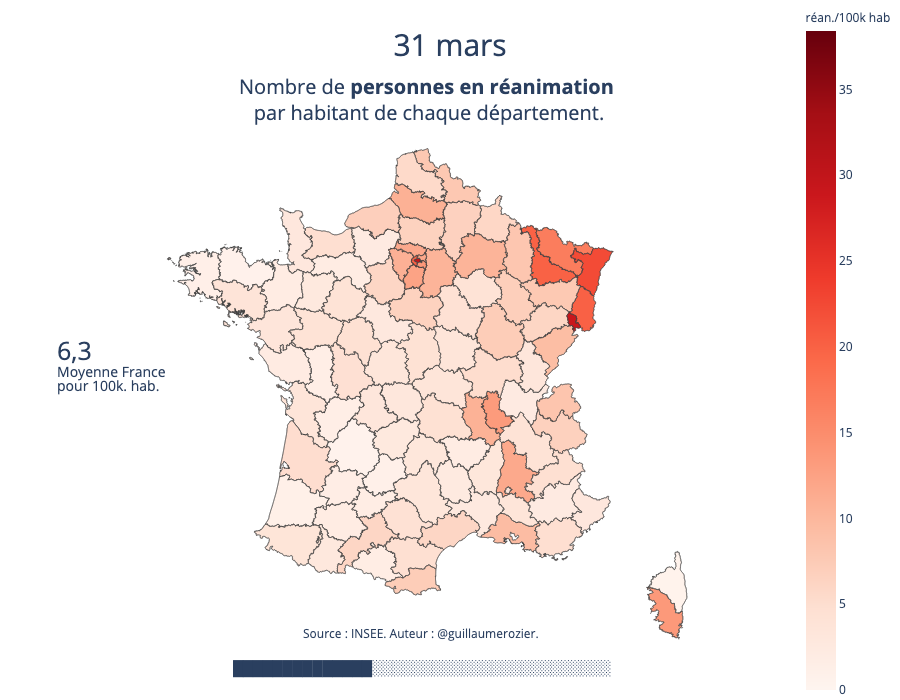 réan./100k hab
31 mars
Nombre de personnes en réanimation
par habitant de chaque département.
35
30
25
20
15
10
5
0
6,3
Moyenne France
pour 100k. hab.
Source : INSEE. Auteur : @guillaumerozier.